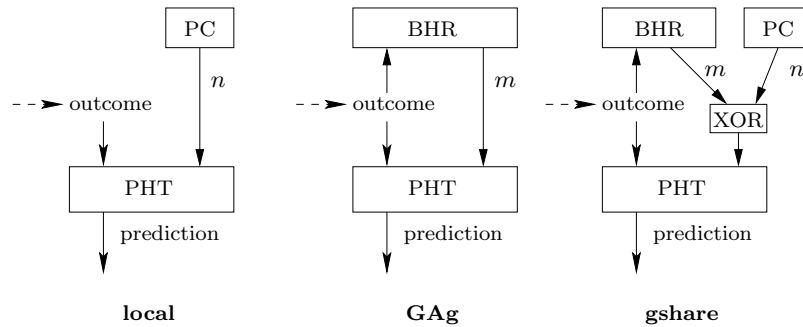 PC
BHR
BHR
PC
n
m
m
n
outcome
outcome
outcome
XOR
PHT
PHT
PHT
prediction
prediction
prediction
local
GAg
gshare